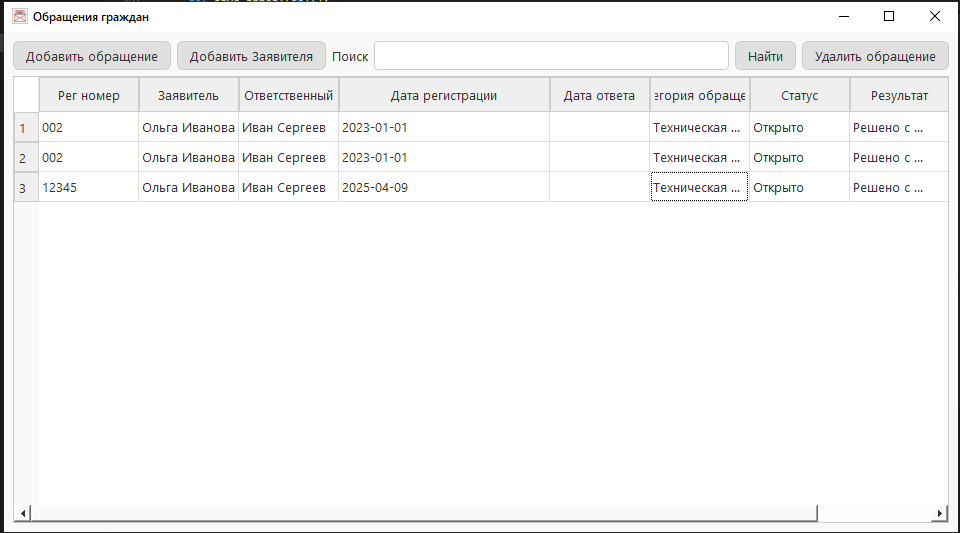 Обращения граждан
Добавить обращение Добавить Заявителя Поиск Найти Удалить обращение
Рег номер Заявитель Ответственный Дата регистрации Дата ответа егория обраще Статус Результат
1 002 Ольга Иванова Иван Сергеев 2023-01-01 Техническая ... Открыто Решено с ...
2 002 Ольга Иванова Иван Сергеев 2023-01-01 Техническая ... Открыто Решено с ...
3 12345 Ольга Иванова Иван Сергеев 2025-04-09 Техническая ... Открыто Решено с ...